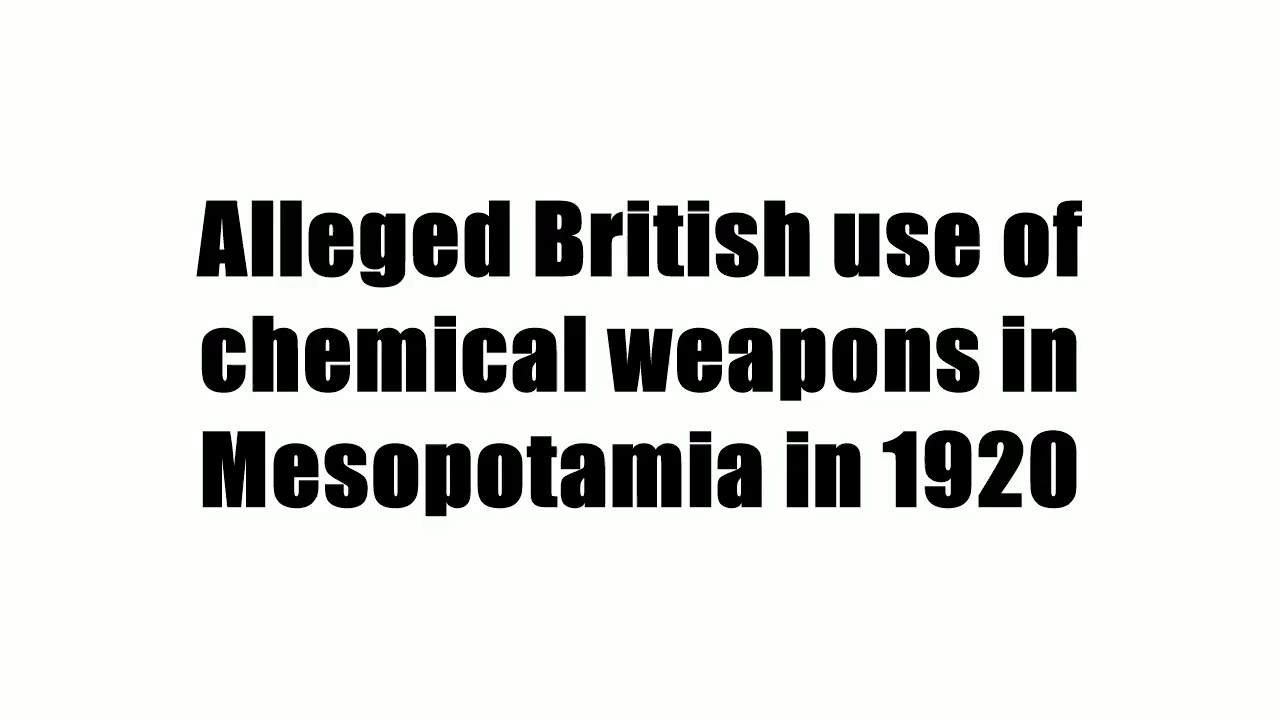 Alleged British use of
chemical weapons in
Mesopotamia in 1920